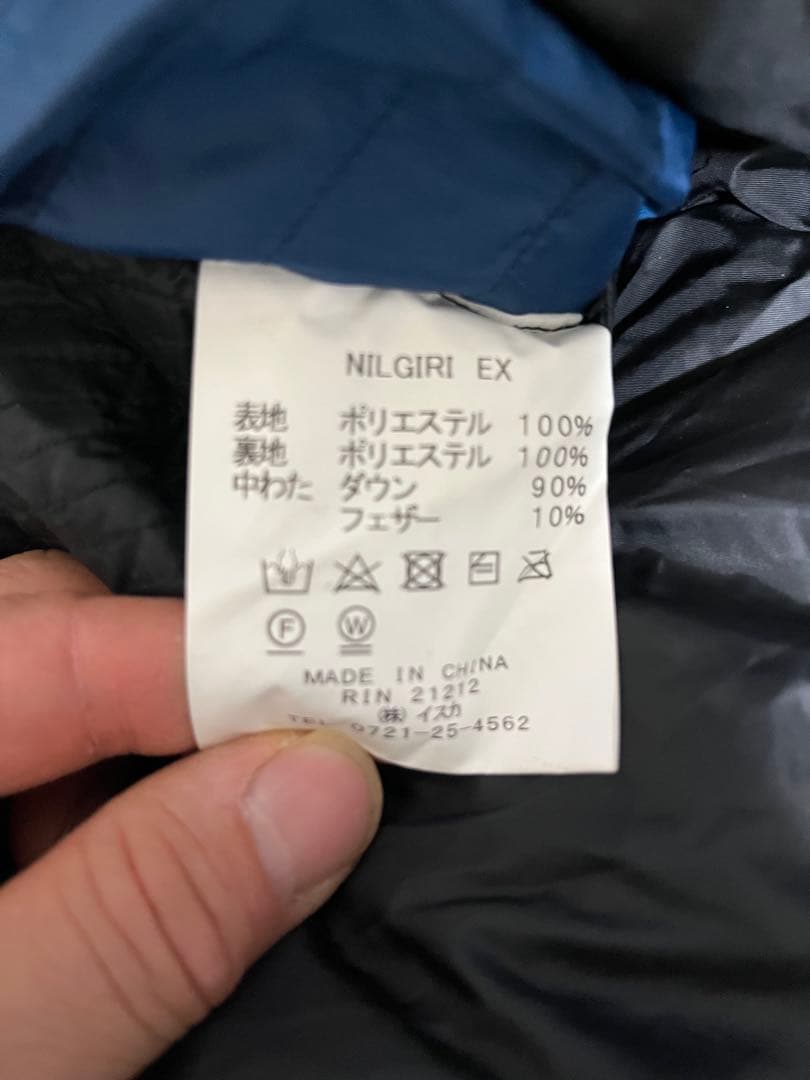 NILGIRI EX
表地 ポリエステル 100%
裏地 ポリエステル 100%
中わた ダウン 90%
フェザー 10%
F W
MADE IN CHINA
RIN 21212
(株) イスカ
TEL 0721-25-4562